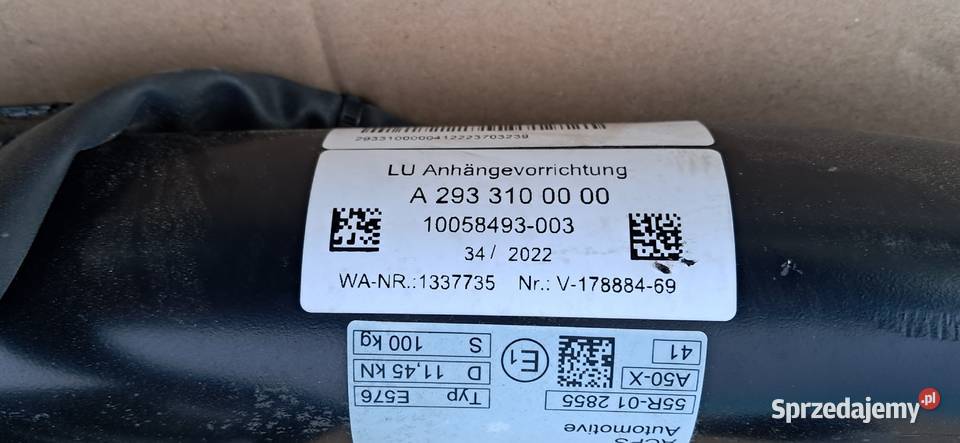 2933100000412223703239
LU Anhängevorrichtung
A 293 310 00 00
10058493-003
34/ 2022
WA-NR.:1337735 Nr.: V-178884-69
ACPS
Automotive
55R-01 2855
Typ E576
A50-X
D 11,45 kN
41
E1
S 100 kg
Sprzedajemy.pl